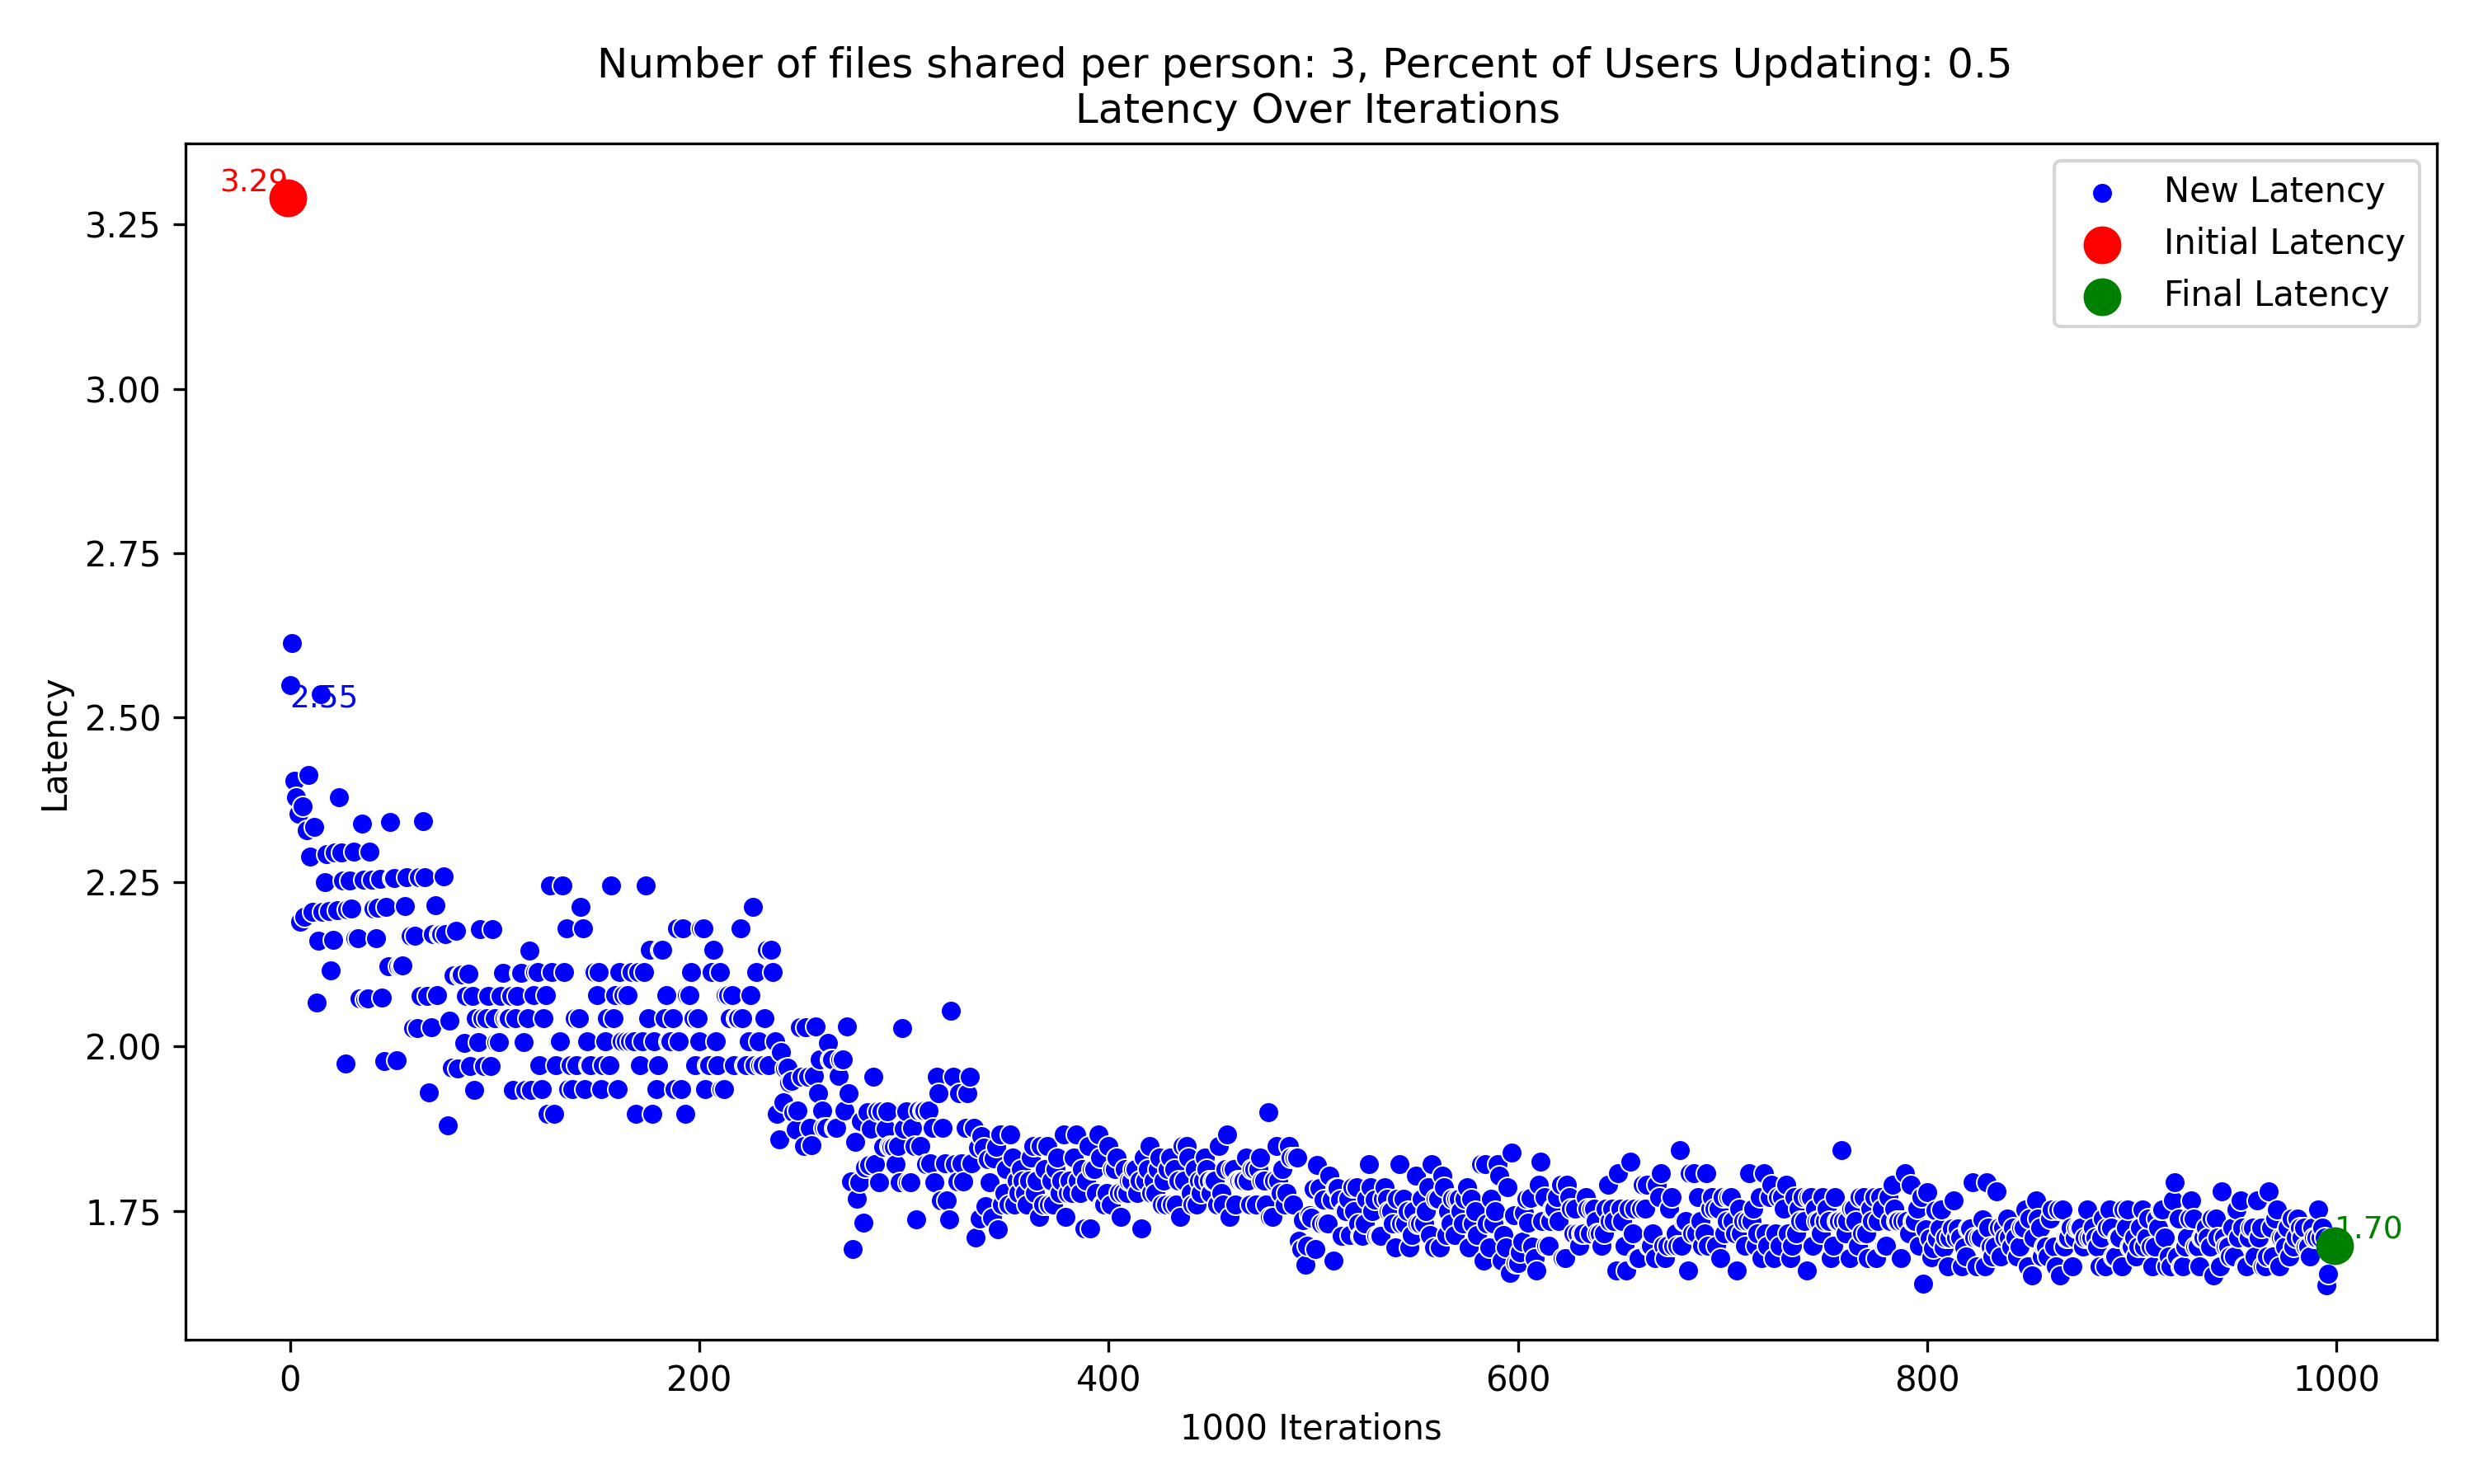 Number of files shared per person: 3, Percent of Users Updating: 0.5
Latency Over Iterations
3.29
New Latency
Initial Latency
Final Latency
3.25
3.00
2.75
2.55
2.50
2.25
2.00
1.75
1.70
Latency
0
200
400
600
800
1000
1000 Iterations